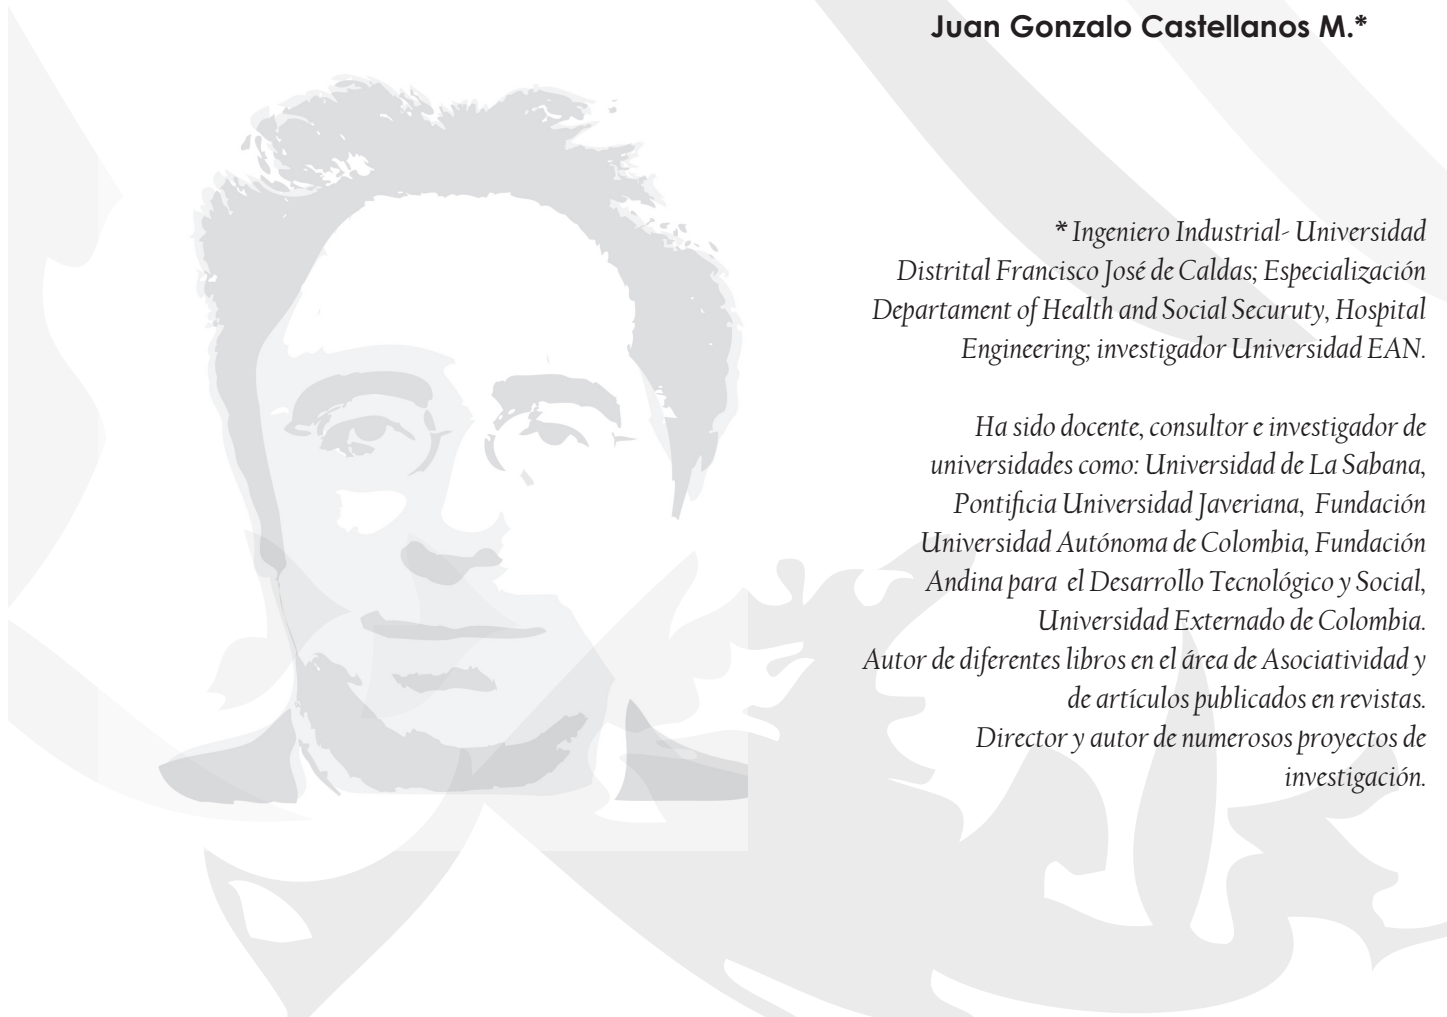 Juan Gonzalo Castellanos M.*
* Ingeniero Industrial- Universidad
Distrital Francisco José de Caldas; Especialización
Departament of Health and Social Securuty, Hospital
Engineering; investigador Universidad EAN.
Ha sido docente, consultor e investigador de
universidades como: Universidad de La Sabana,
Pontificia Universidad Javeriana, Fundación
Universidad Autónoma de Colombia, Fundación
Andina para el Desarrollo Tecnológico y Social,
Universidad Externado de Colombia.
Autor de diferentes libros en el área de Asociatividad y
de artículos publicados en revistas.
Director y autor de numerosos proyectos de
investigación.